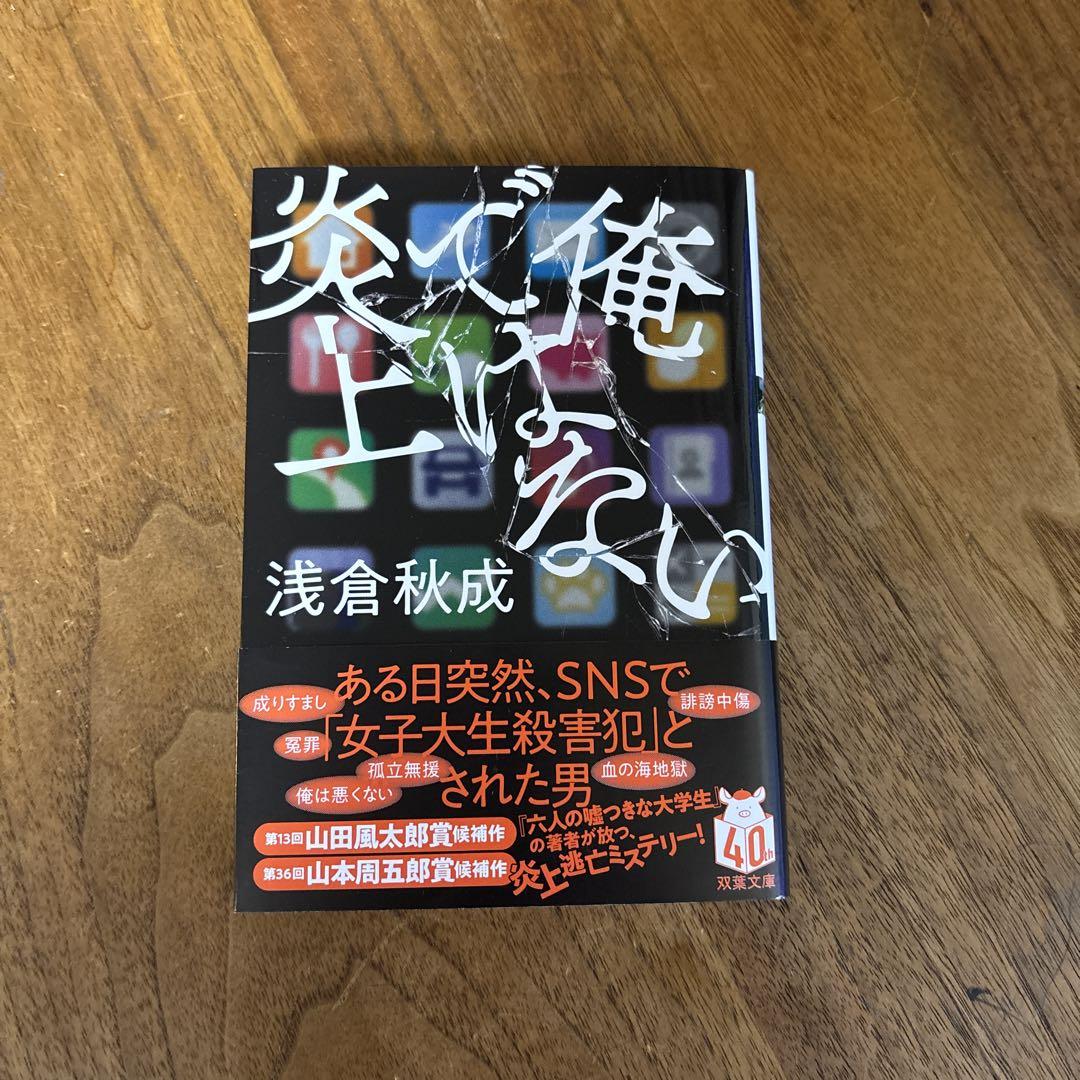 俺ではない
炎上
浅倉秋成
ある日突然、SNSで
「女子大生殺害犯」と
された男
成りすまし
誹謗中傷
冤罪
孤立無援
血の海地獄
俺は悪くない
第13回 山田風太郎賞候補作
第36回 山本周五郎賞候補作
『六人の嘘つきな大学生』
の著者が放つ、
炎上逃亡ミステリー!
40th
双葉文庫